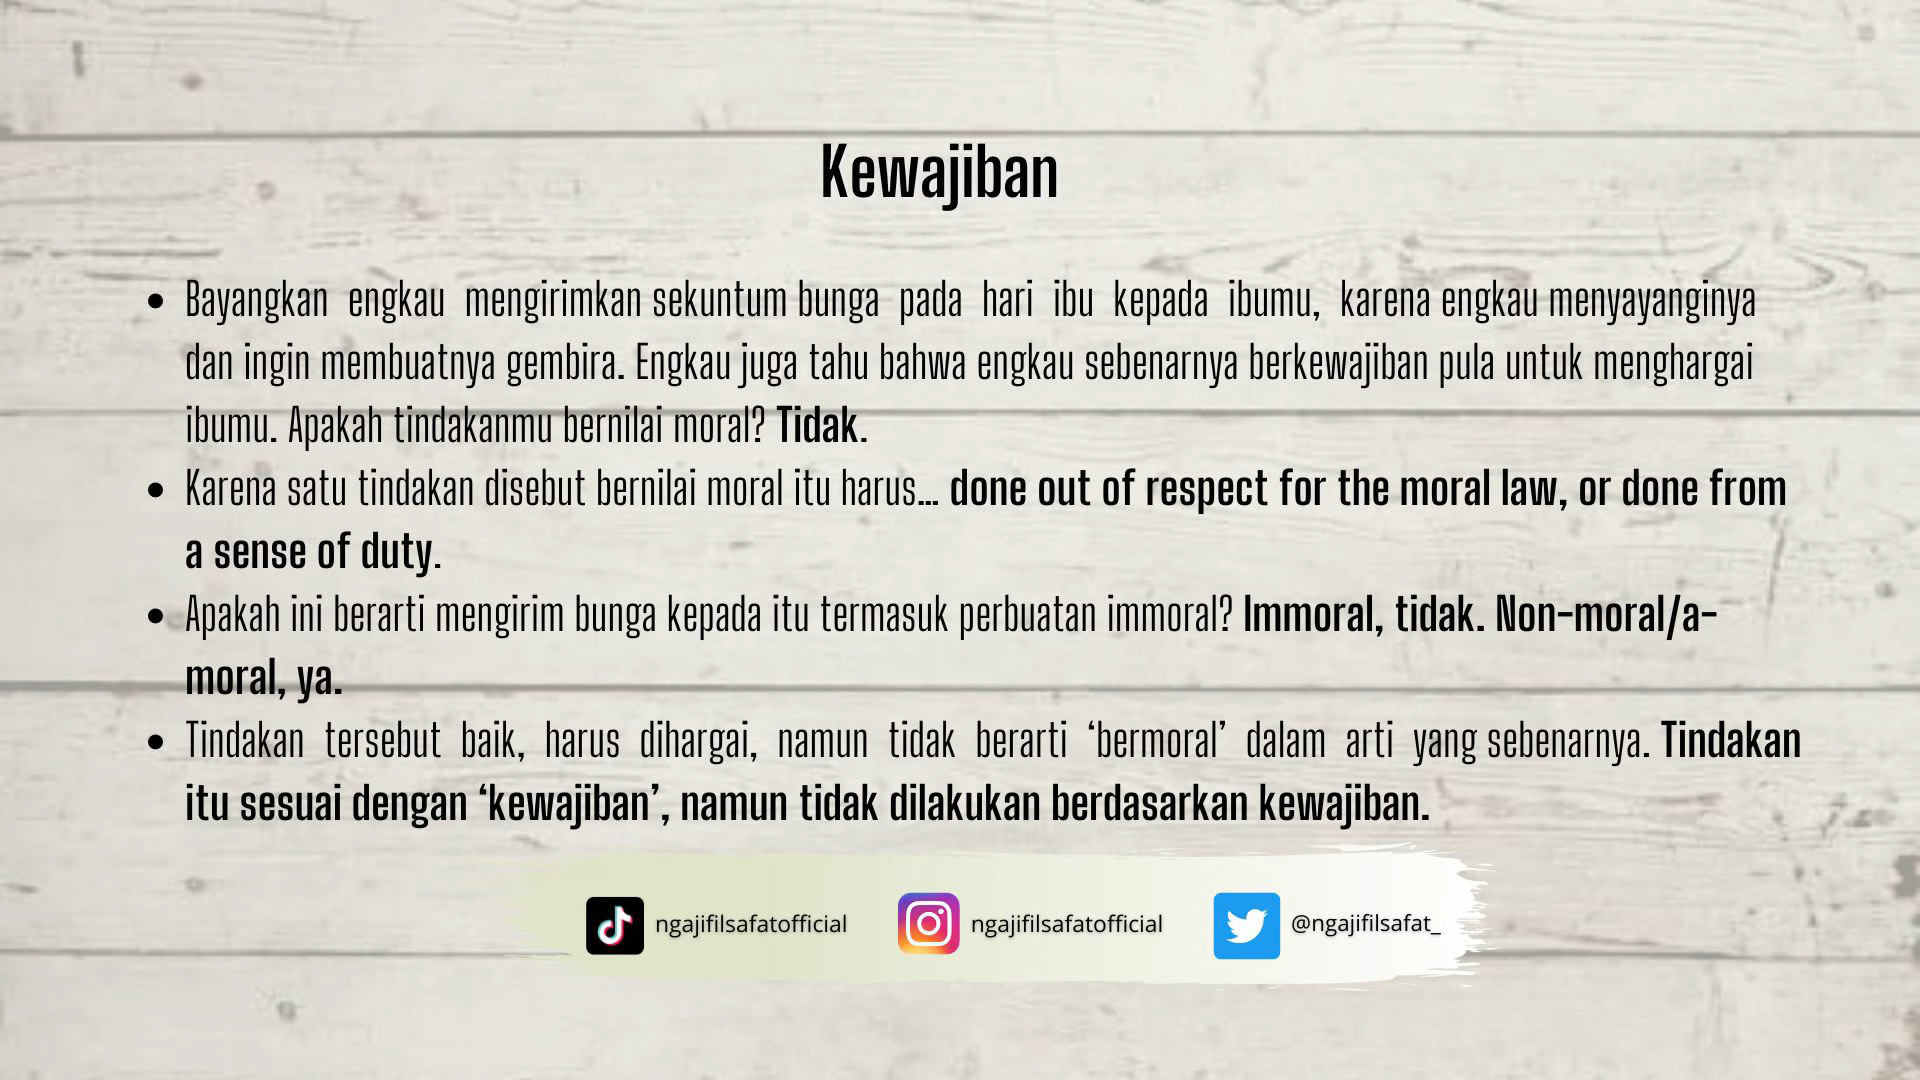 Kewajiban
• Bayangkan engkau mengirimkan sekuntum bunga pada hari ibu kepada ibumu, karena engkau menyayanginya
dan ingin membuatnya gembira. Engkau juga tahu bahwa engkau sebenarnya berkewajiban pula untuk menghargai
ibumu. Apakah tindakanmu bernilai moral? Tidak.
• Karena satu tindakan disebut bernilai moral itu harus... done out of respect for the moral law, or done from
a sense of duty.
• Apakah ini berarti mengirim bunga kepada itu termasuk perbuatan immoral? Immoral, tidak. Non-moral/a-
moral, ya.
• Tindakan tersebut baik, harus dihargai, namun tidak berarti ‘bermoral’ dalam arti yang sebenarnya. Tindakan
itu sesuai dengan ‘kewajiban’, namun tidak dilakukan berdasarkan kewajiban.
ngajifilsafatofficial ngajifilsafatofficial @ngajifilsafat_